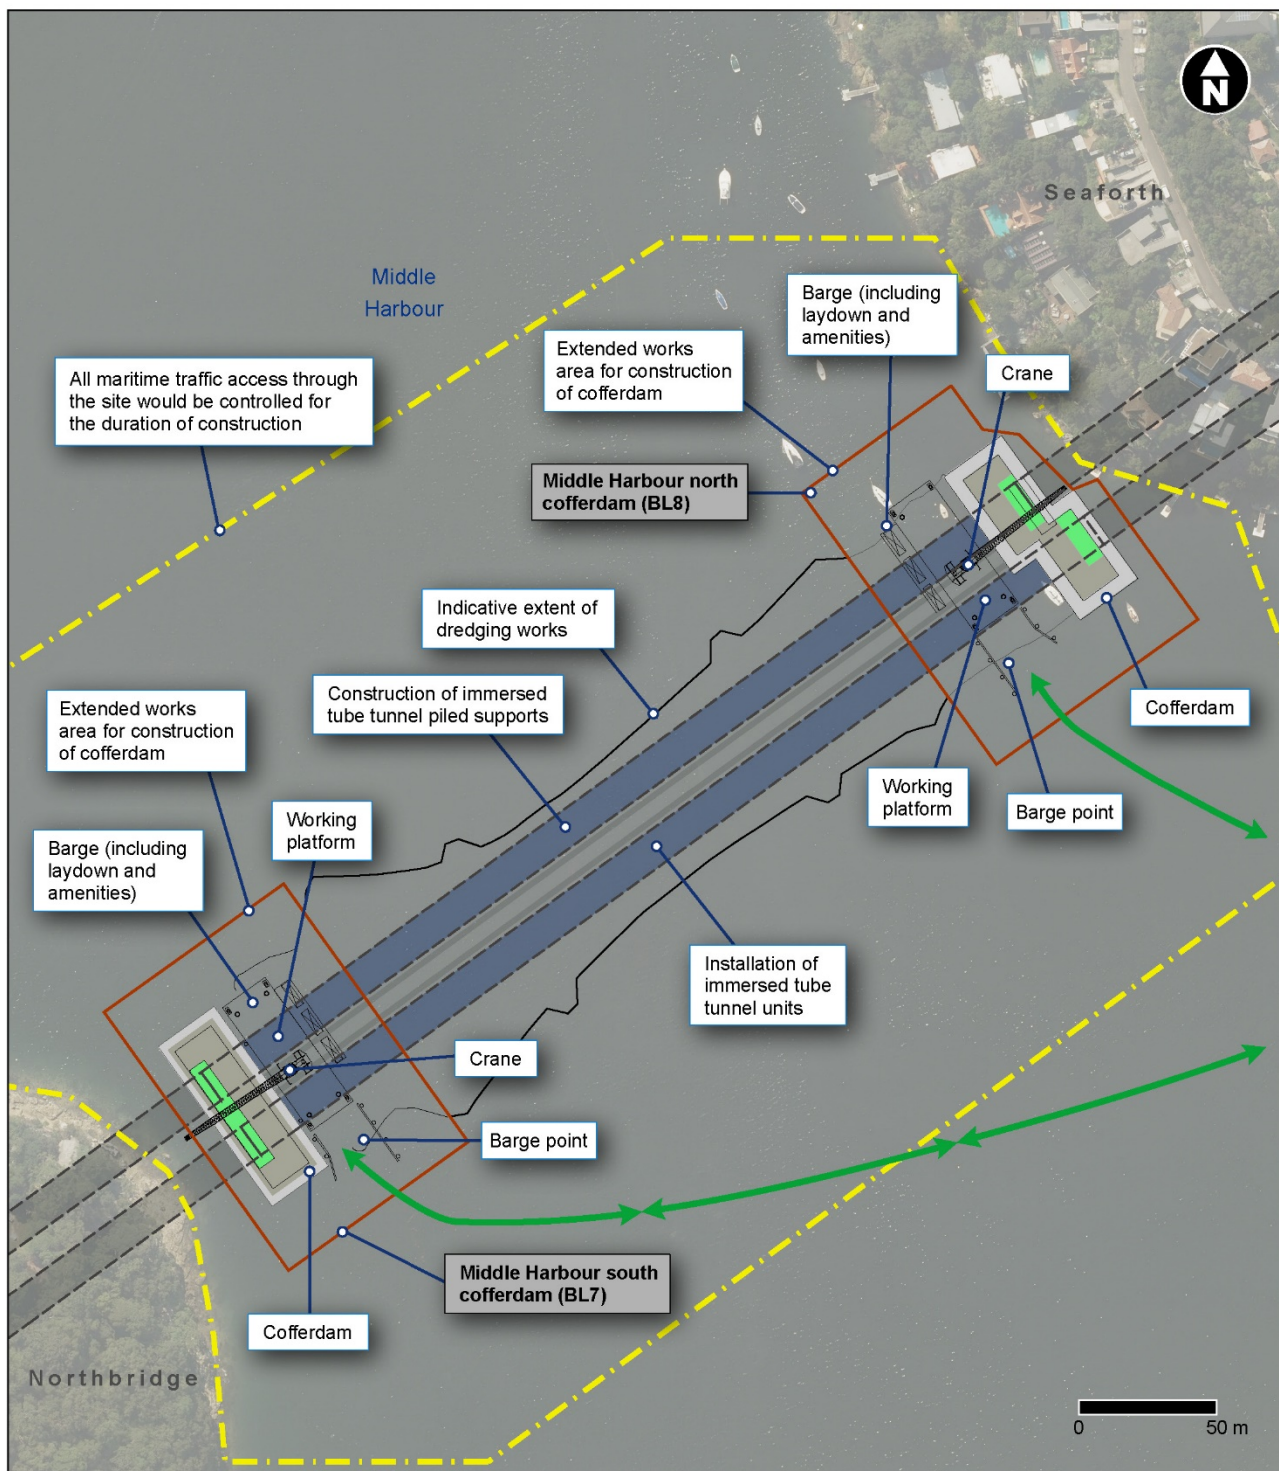 N
Seaforth
Middle
Harbour
Barge (including
laydown and
amenities)
Extended works
area for construction
of cofferdam
Crane
All maritime traffic access through
the site would be controlled for
the duration of construction
Middle Harbour north
cofferdam (BL8)
Indicative extent of
dredging works
Construction of immersed
tube tunnel piled supports
Extended works
area for construction
of cofferdam
Cofferdam
Working
platform
Barge point
Working
platform
Barge (including
laydown and
amenities)
Installation of
immersed tube
tunnel units
Crane
Barge point
Middle Harbour south
cofferdam (BL7)
Cofferdam
Northbridge
0 50 m